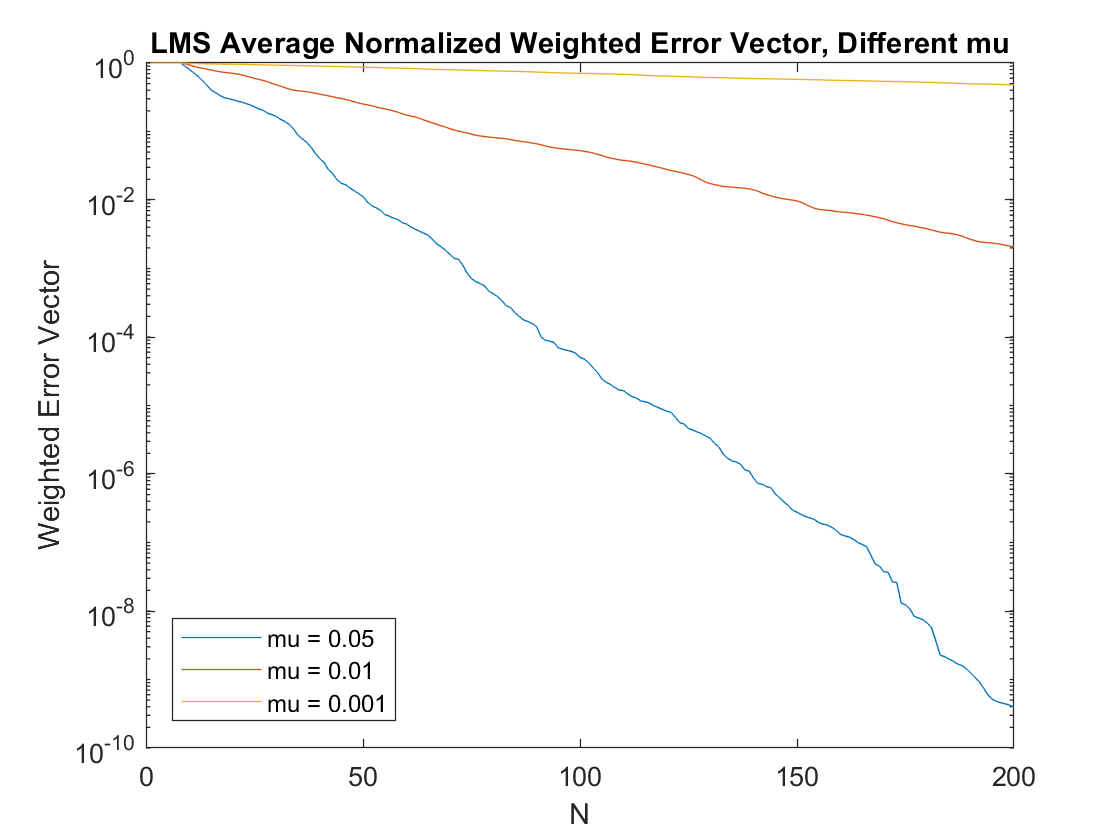 LMS Average Normalized Weighted Error Vector, Different mu
10^0
10^-2
10^-4
10^-6
10^-8
10^-10
Weighted Error Vector
mu = 0.05
mu = 0.01
mu = 0.001
0 50 100 150 200
N